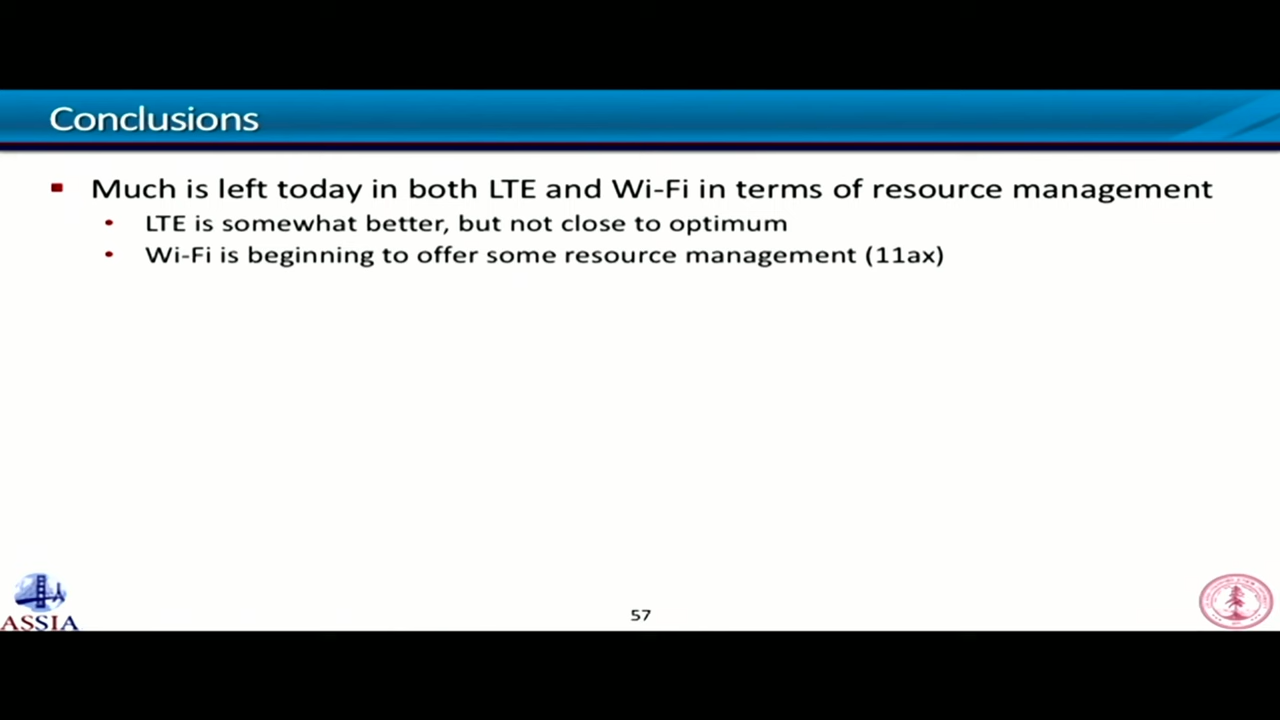 Conclusions
Much is left today in both LTE and Wi-Fi in terms of resource management
LTE is somewhat better, but not close to optimum
Wi-Fi is beginning to offer some resource management (11ax)
ASSIA
57